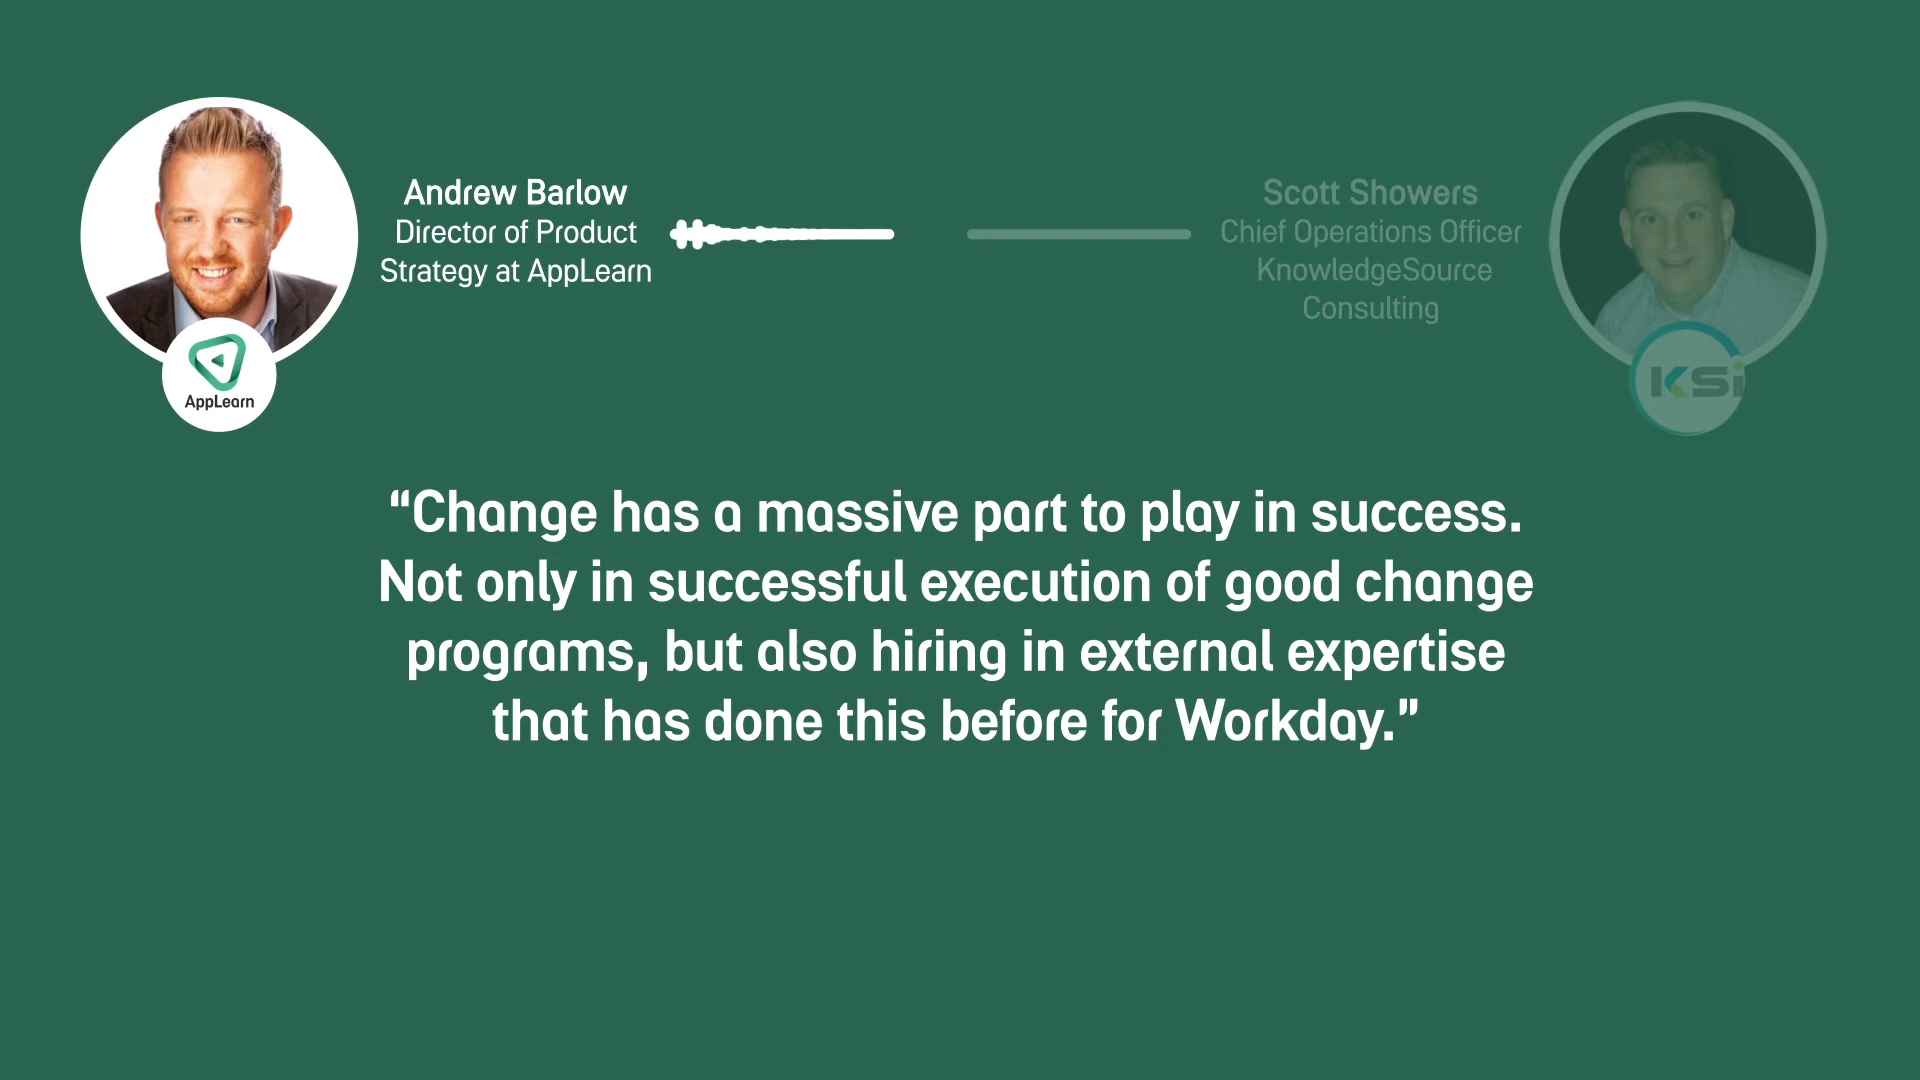 Andrew Barlow
Director of Product
Strategy at AppLearn
AppLearn
Scott Showers
Chief Operations Officer
KnowledgeSource
Consulting
KSi
“Change has a massive part to play in success.
Not only in successful execution of good change
programs, but also hiring in external expertise
that has done this before for Workday.”